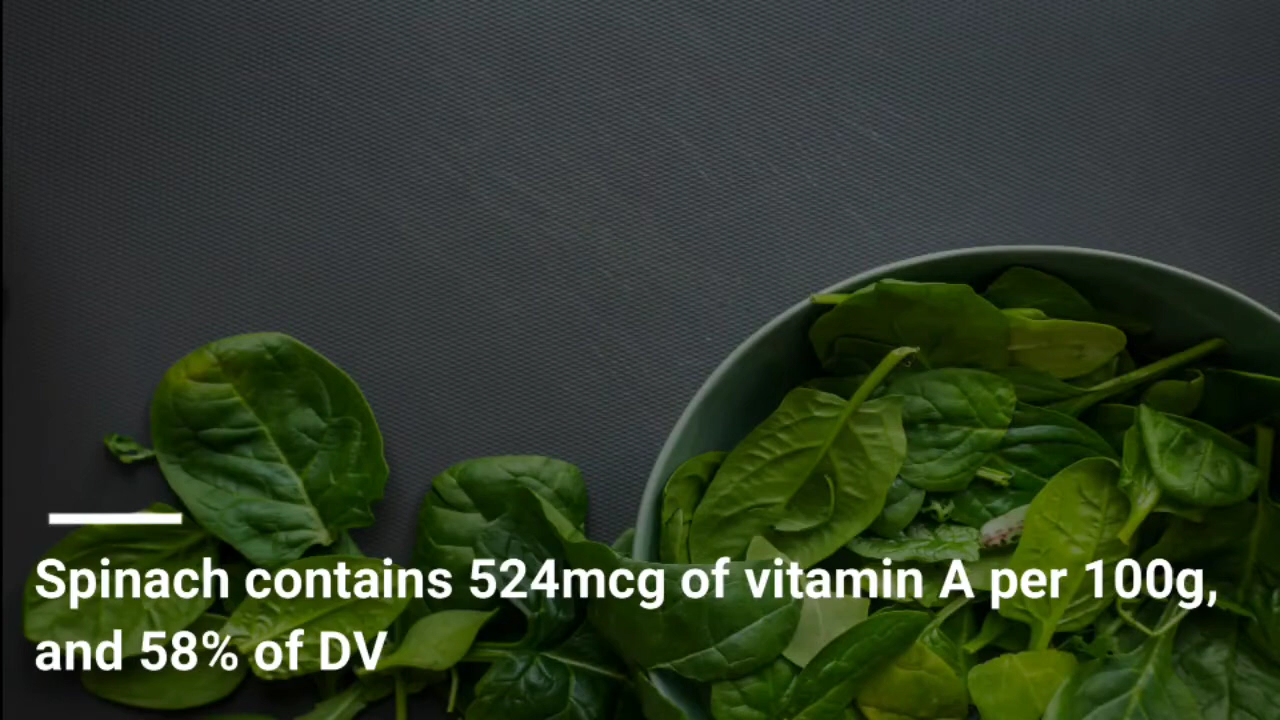 Spinach contains 524mcg of vitamin A per 100g,
and 58% of DV